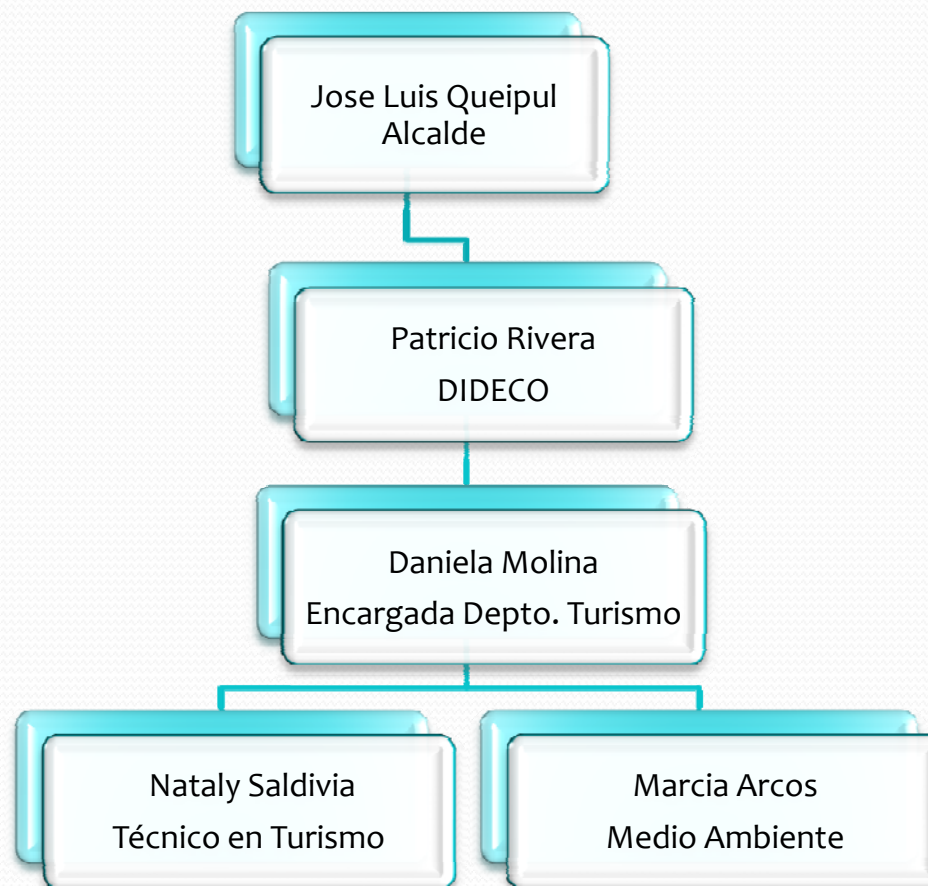 Jose Luis Queipul
Alcalde
Patricio Rivera
DIDECO
Daniela Molina
Encargada Depto. Turismo
Nataly Saldivia
Técnico en Turismo
Marcia Arcos
Medio Ambiente